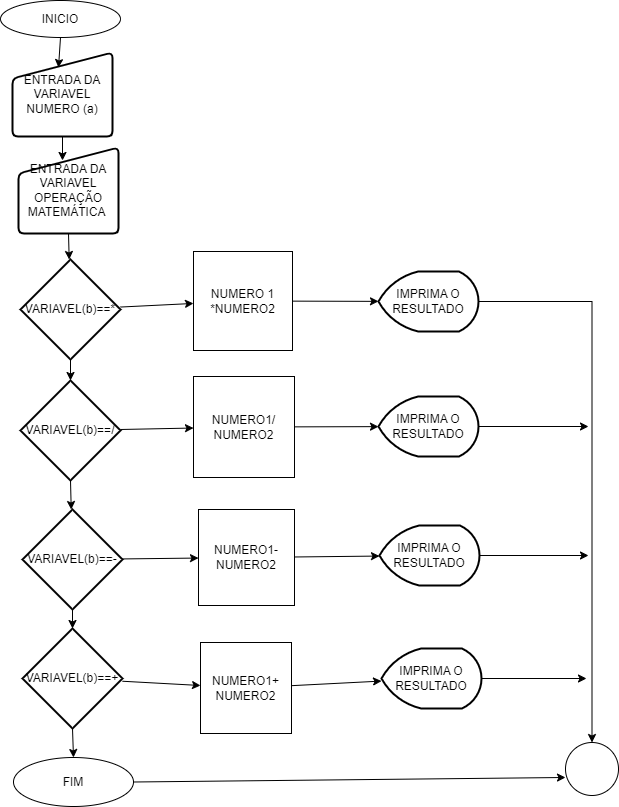 INICIO
ENTRADA DA
VARIAVEL
NUMERO (a)
ENTRADA DA
VARIAVEL
OPERAÇÃO
MATEMÁTICA
VARIAVEL(b)==*
NUMERO 1
*NUMERO2
IMPRIMA O
RESULTADO
VARIAVEL(b)==/
NUMERO1/
NUMERO2
IMPRIMA O
RESULTADO
VARIAVEL(b)==-
NUMERO1-
NUMERO2
IMPRIMA O
RESULTADO
VARIAVEL(b)==+
NUMERO1+
NUMERO2
IMPRIMA O
RESULTADO
FIM